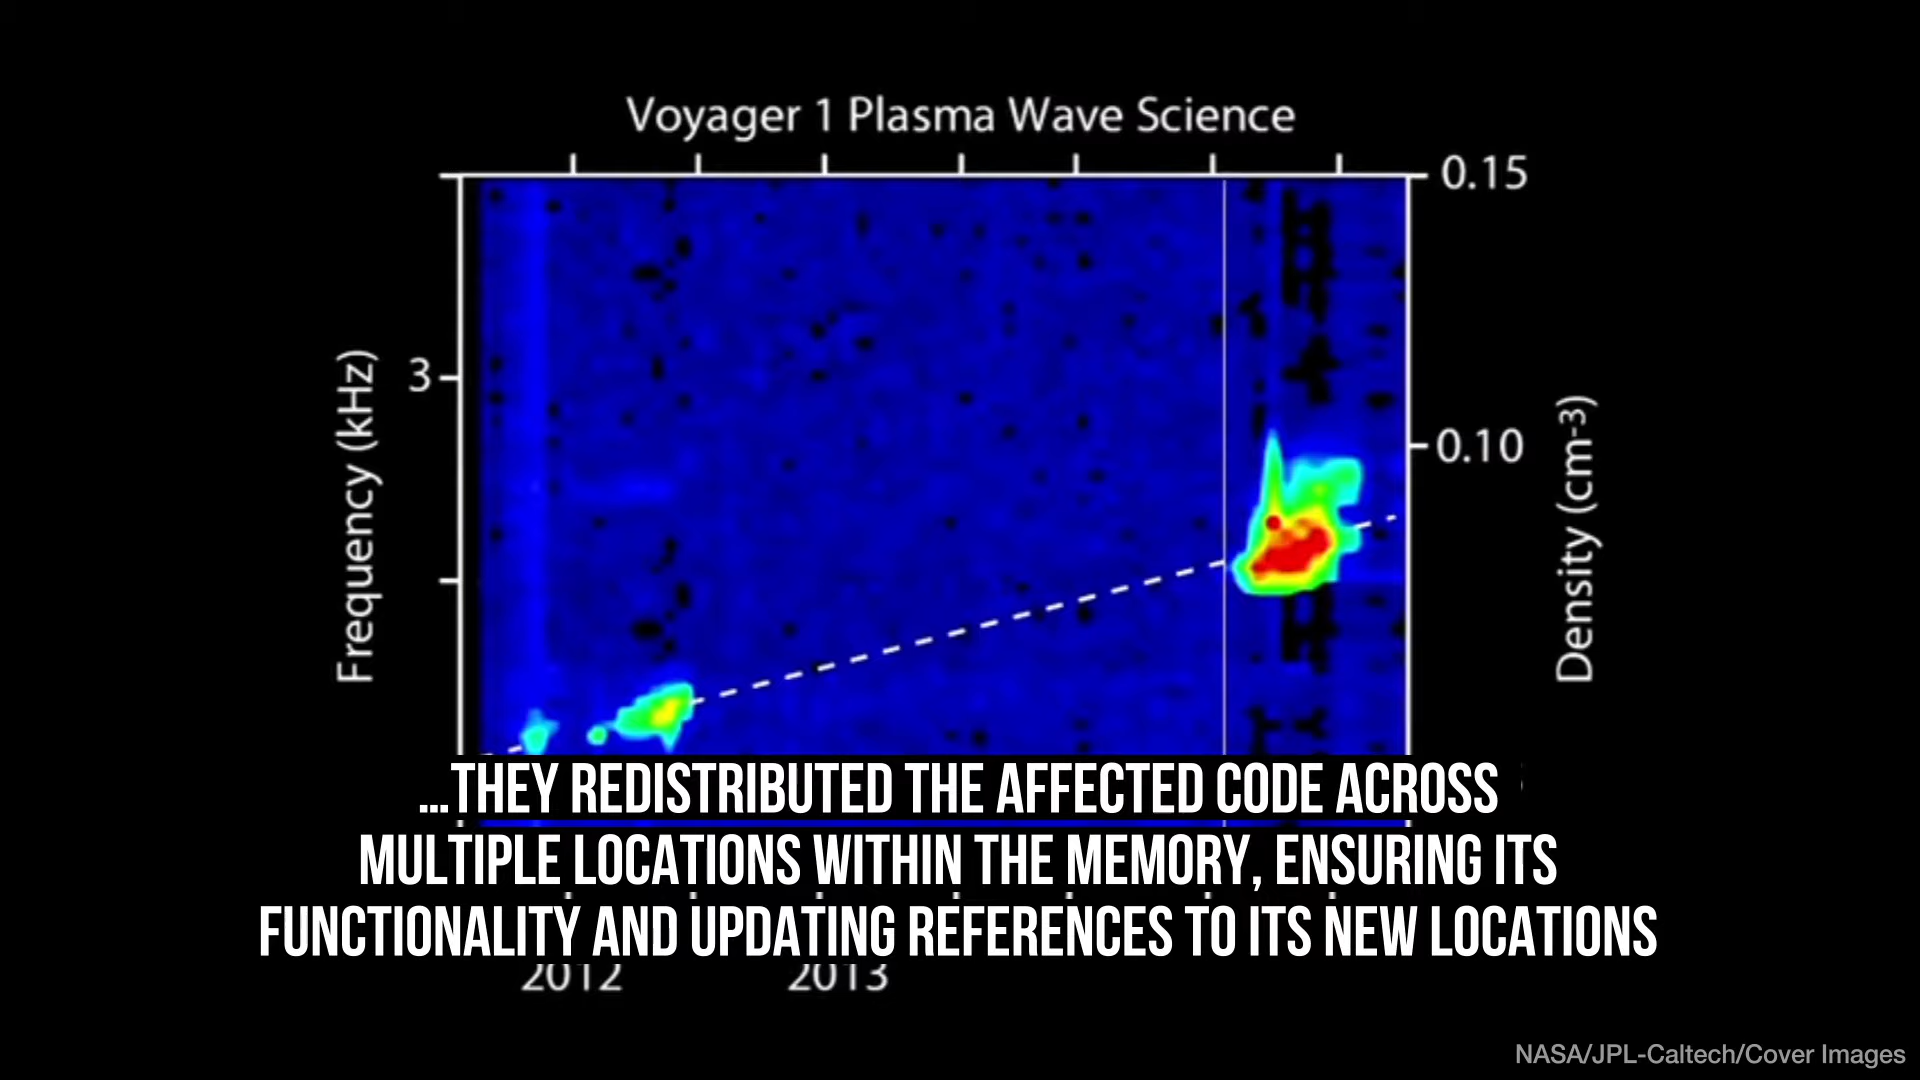 Voyager 1 Plasma Wave Science
0.15
3
0.10
Frequency (kHz)
Density (cm-3)
…THEY REDISTRIBUTED THE AFFECTED CODE ACROSS
MULTIPLE LOCATIONS WITHIN THE MEMORY, ENSURING ITS
FUNCTIONALITY AND UPDATING REFERENCES TO ITS NEW LOCATIONS
2012 2013
NASA/JPL-Caltech/Cover Images